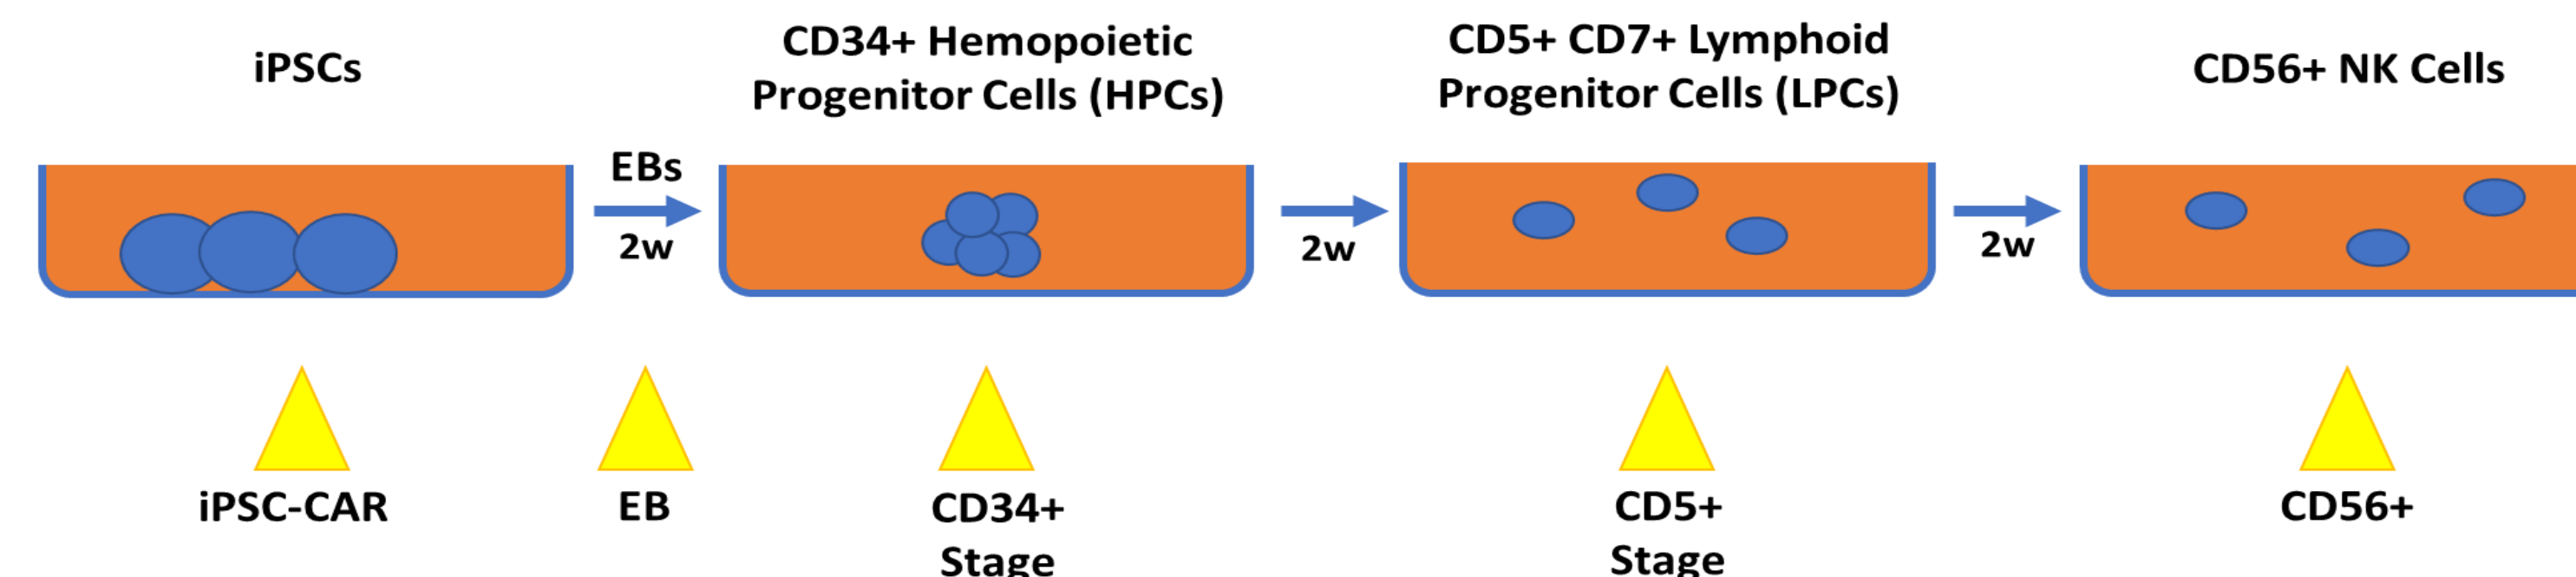 iPSCs
CD34+ Hemopoietic
Progenitor Cells (HPCs)
CD5+ CD7+ Lymphoid
Progenitor Cells (LPCs)
CD56+ NK Cells
EBs
2w
2w
2w
iPSC-CAR
EB
CD34+
Stage
CD5+
Stage
CD56+